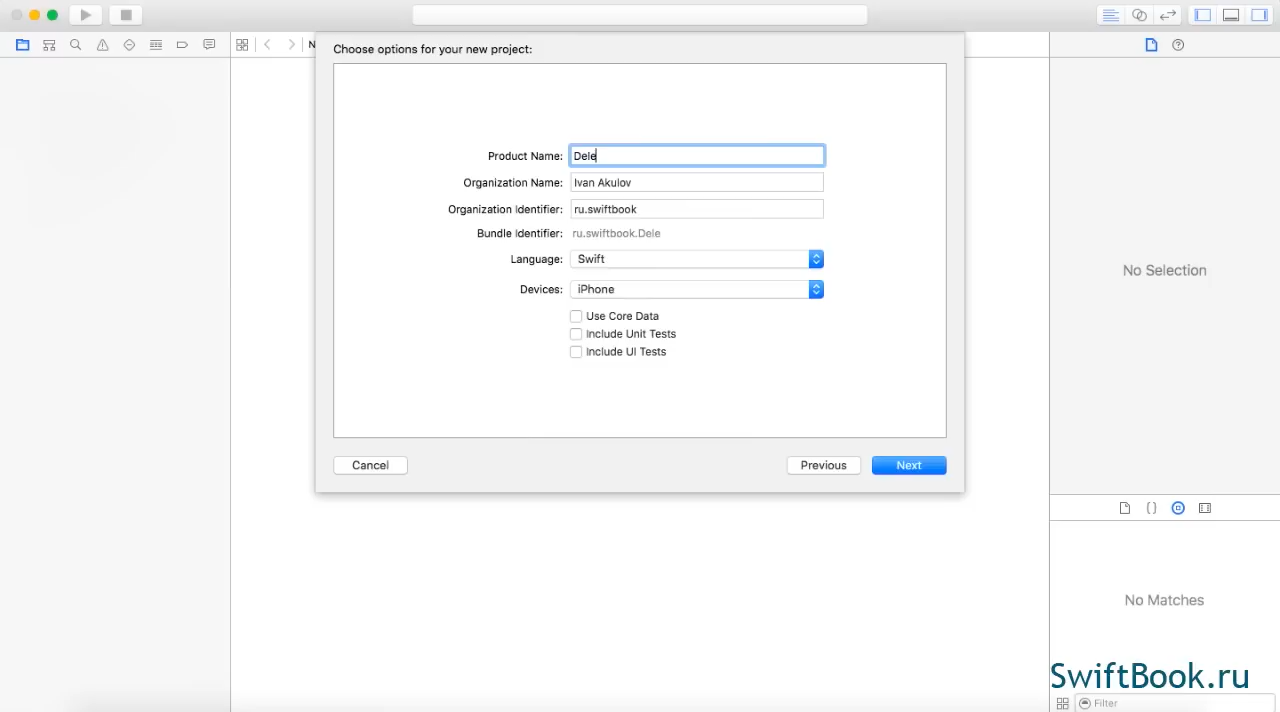 N
Choose options for your new project:
Product Name: Dele
Organization Name: Ivan Akulov
Organization Identifier: ru.swiftbook
Bundle Identifier: ru.swiftbook.Dele
Language: Swift
Devices: iPhone
Use Core Data
Include Unit Tests
Include UI Tests
Cancel Previous Next
No Selection
No Matches
SwiftBook.ru
Filter